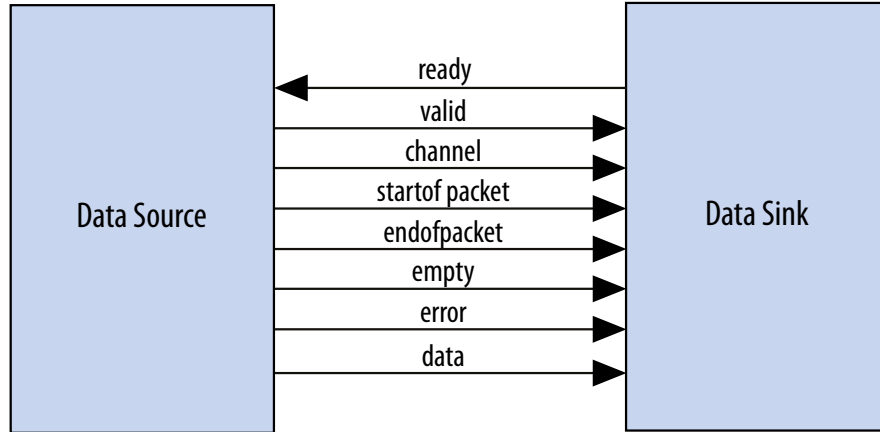 ready
valid
channel
startof packet
endofpacket
empty
error
data
Data Source
Data Sink